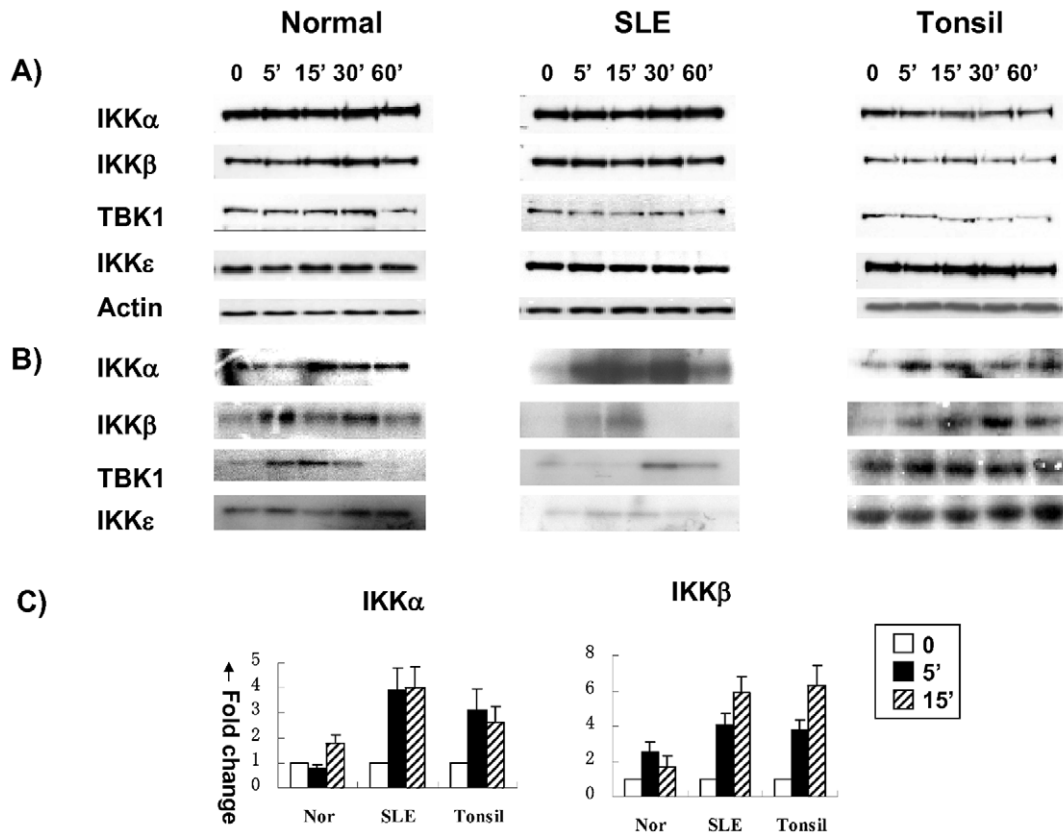 Normal SLE Tonsil
A) 0 5’ 15’ 30’ 60’ 0 5’ 15’ 30’ 60’ 0 5’ 15’ 30’ 60’
IKKα
IKKβ
TBK1
IKKε
Actin
B) IKKα
IKKβ
TBK1
IKKε
C) IKKα IKKβ
Fold change
5
4
3
2
1
0
Nor SLE Tonsil
8
6
4
2
0
Nor SLE Tonsil
0
5’
15’